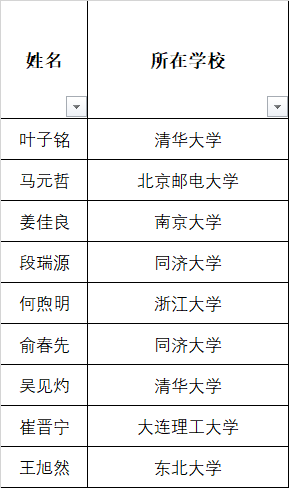 姓名 所在学校
叶子铭 清华大学
马元哲 北京邮电大学
姜佳良 南京大学
段瑞源 同济大学
何煦明 浙江大学
俞春先 同济大学
吴见灼 清华大学
崔晋宁 大连理工大学
王旭然 东北大学